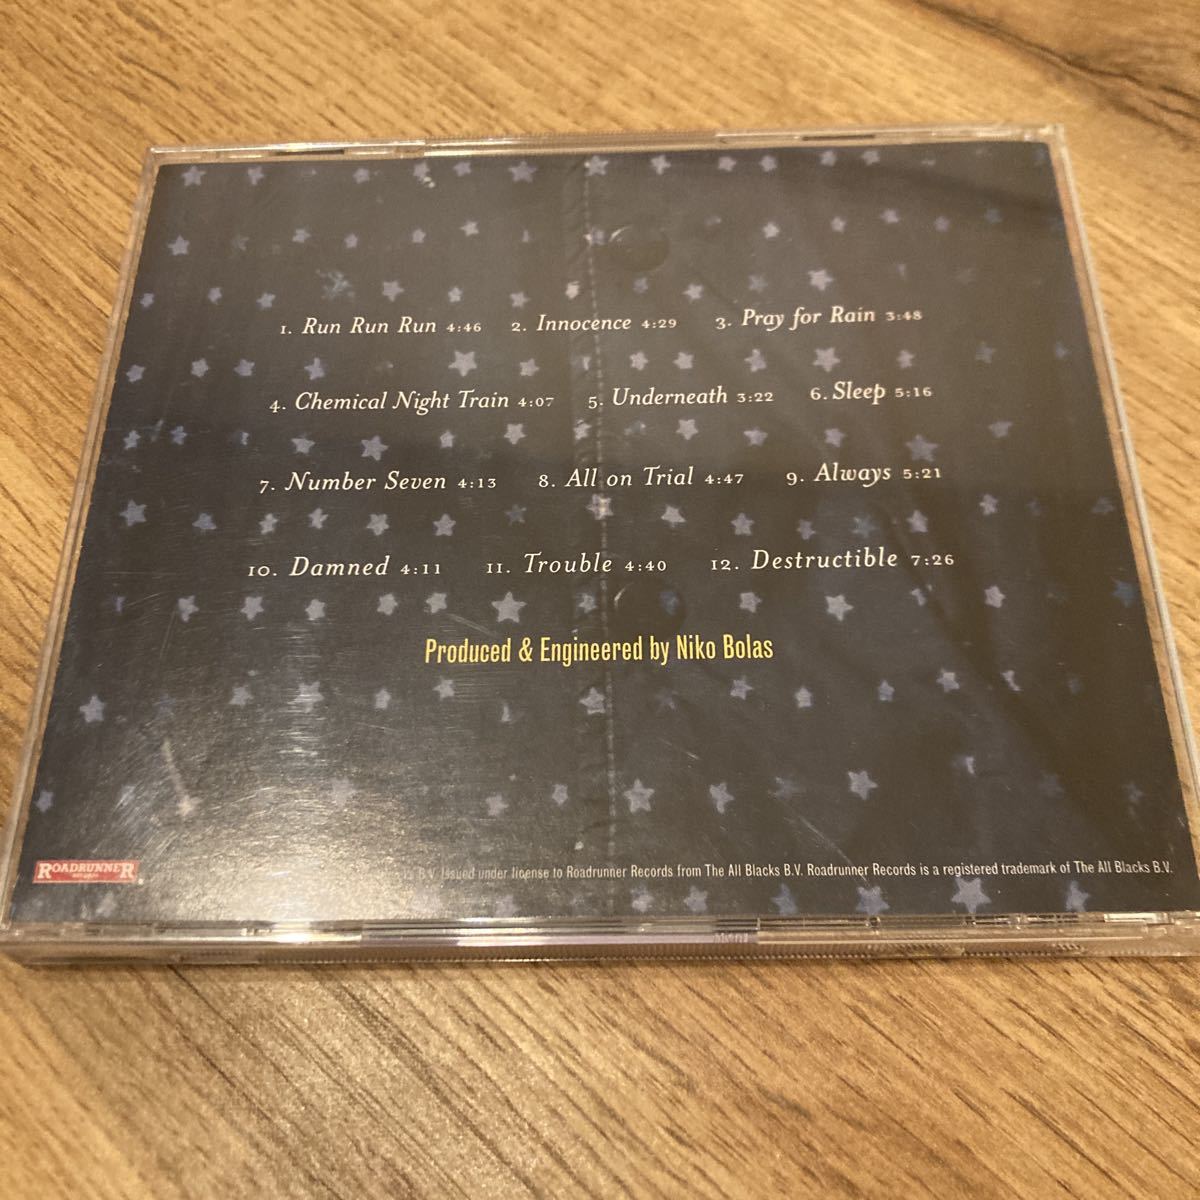 1. Run Run Run 4:46 2. Innocence 4:29 3. Pray for Rain 3:48
4. Chemical Night Train 4:07 5. Underneath 3:22 6. Sleep 5:16
7. Number Seven 4:13 8. All on Trial 4:47 9. Always 5:21
10. Damned 4:11 11. Trouble 4:40 12. Destructible 7:26
Produced & Engineered by Niko Bolas
ROADRUNNER
RECORDS
B.V. Issued under license to Roadrunner Records from The All Blacks B.V. Roadrunner Records is a registered trademark of The All Blacks B.V.